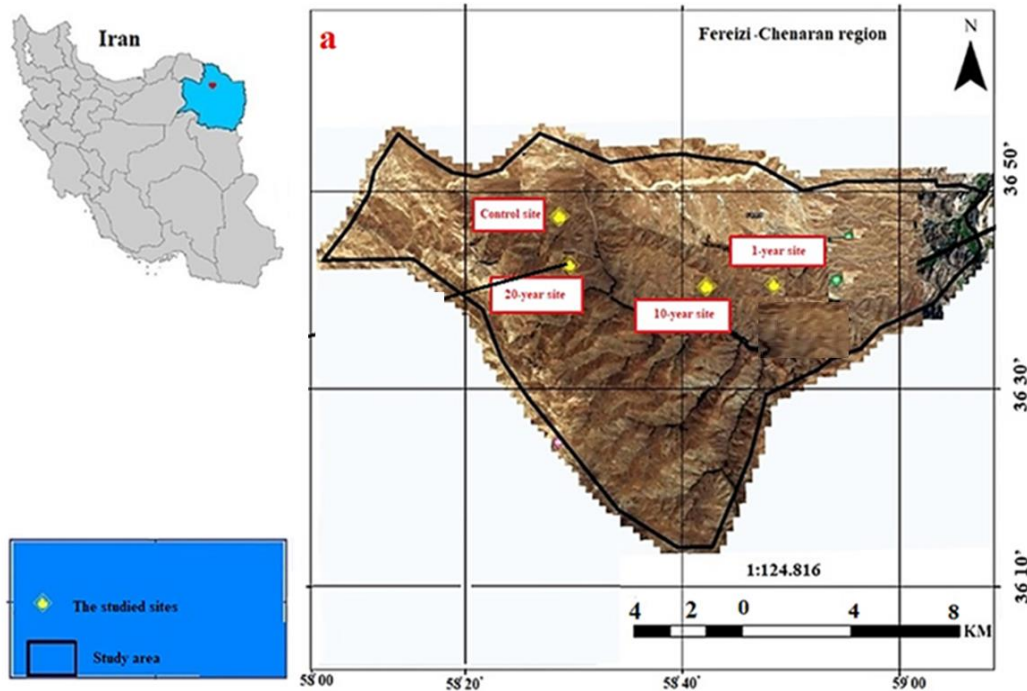 Iran
a
Fereizi -Chenaran region
N
Control site
1-year site
20-year site
10-year site
36 50"
36 30"
36 10"
1:124.816
4 2 0 4 8
KM
58 00
58 20"
58 40"
59 00
The studied sites
Study area